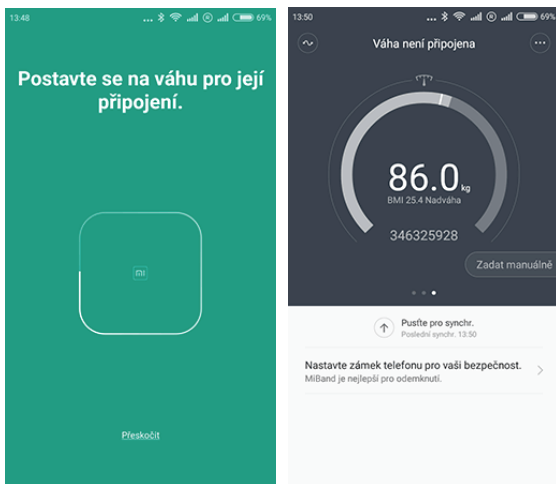 13:48
... 69%
Postavte se na váhu pro její
připojení.
mi
Přeskočit
13:50
... 69%
Váha není připojena
...
86.0 kg
BMI 25.4 Nadváha
346325928
Zadat manuálně
Pusťte pro synchr.
Poslední synchr. 13:50
Nastavte zámek telefonu pro vaši bezpečnost.
MiBand je nejlepší pro odemknutí.